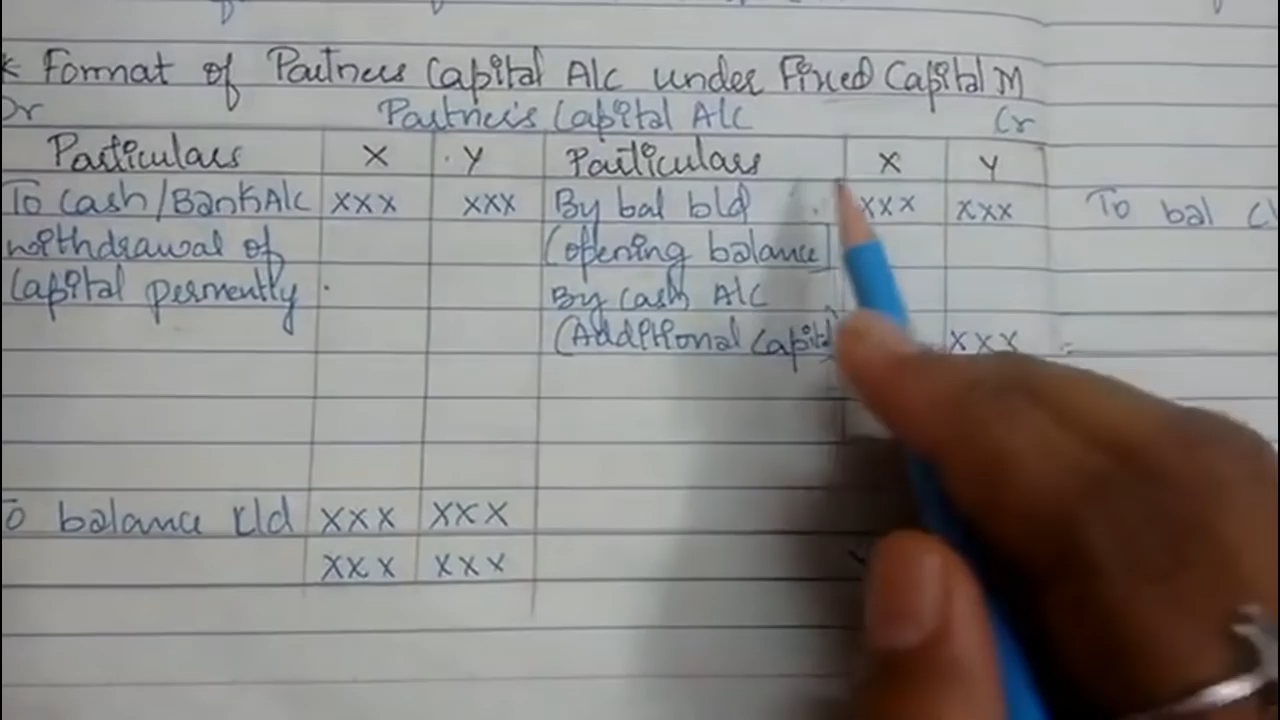 * Format of Partners Capital A/c under Fixed Capital M
Dr Partner's Capital A/c Cr
Particulars X Y Particulars X Y
To Cash/Bank A/c xxx xxx By bal b/d xxx xxx To bal
withdrawal of (opening balance)
Capital permently. By cash A/c
(Additional Capital xxx
To balance c/d xxx xxx
xxx xxx